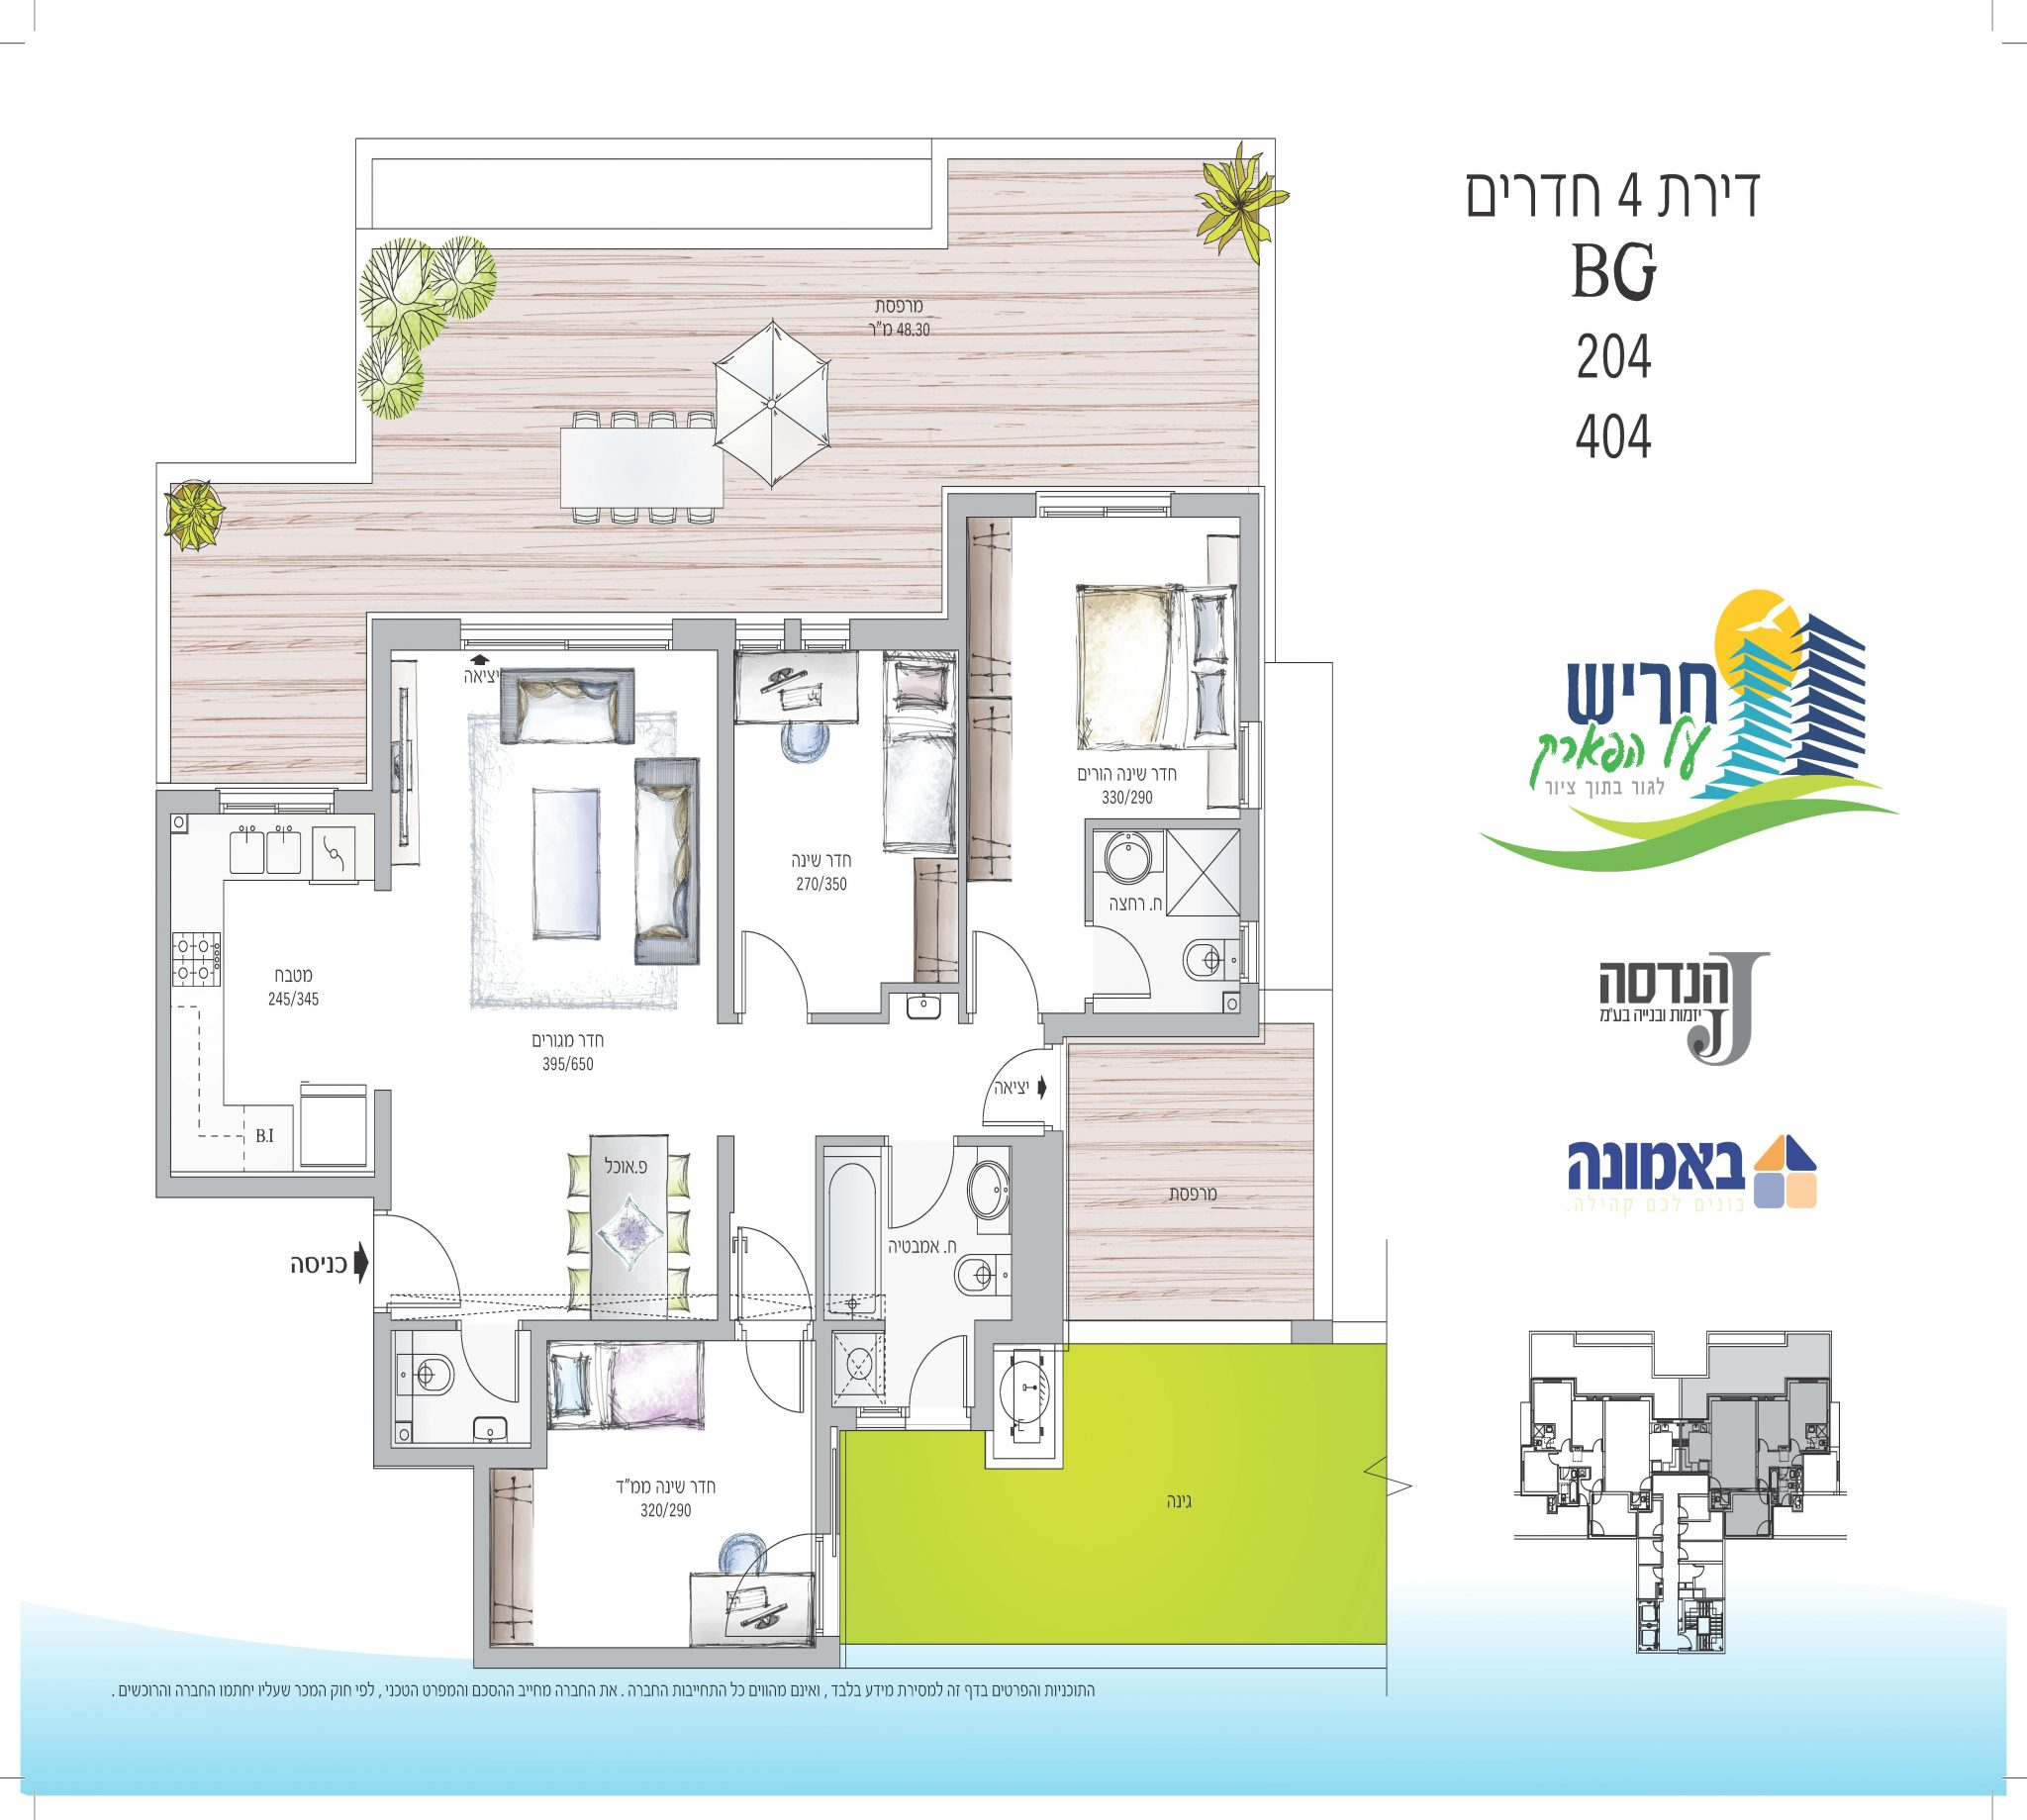 דירת 4 חדרים
BG
204
404
מרפסת
48.30 מ"ר
יציאה
חדר שינה הורים
330/290
חדר שינה
270/350
ח. רחצה
מטבח
245/345
חדר מגורים
395/650
יציאה
B.I
פ.אוכל
מרפסת
ח. אמבטיה
כניסה
חדר שינה ממ"ד
320/290
גינה
חריש
על הפארק
לגור בתוך ציור
הנדסה
יזמות ובנייה בע"מ
J
באמונה
בונים לכם קהילה.
התוכניות והפרטים בדף זה למסירת מידע בלבד , ואינם מהווים כל התחייבות החברה . את החברה מחייב ההסכם והמפרט הטכני , לפי חוק המכר שעליו יחתמו החברה והרוכשים .